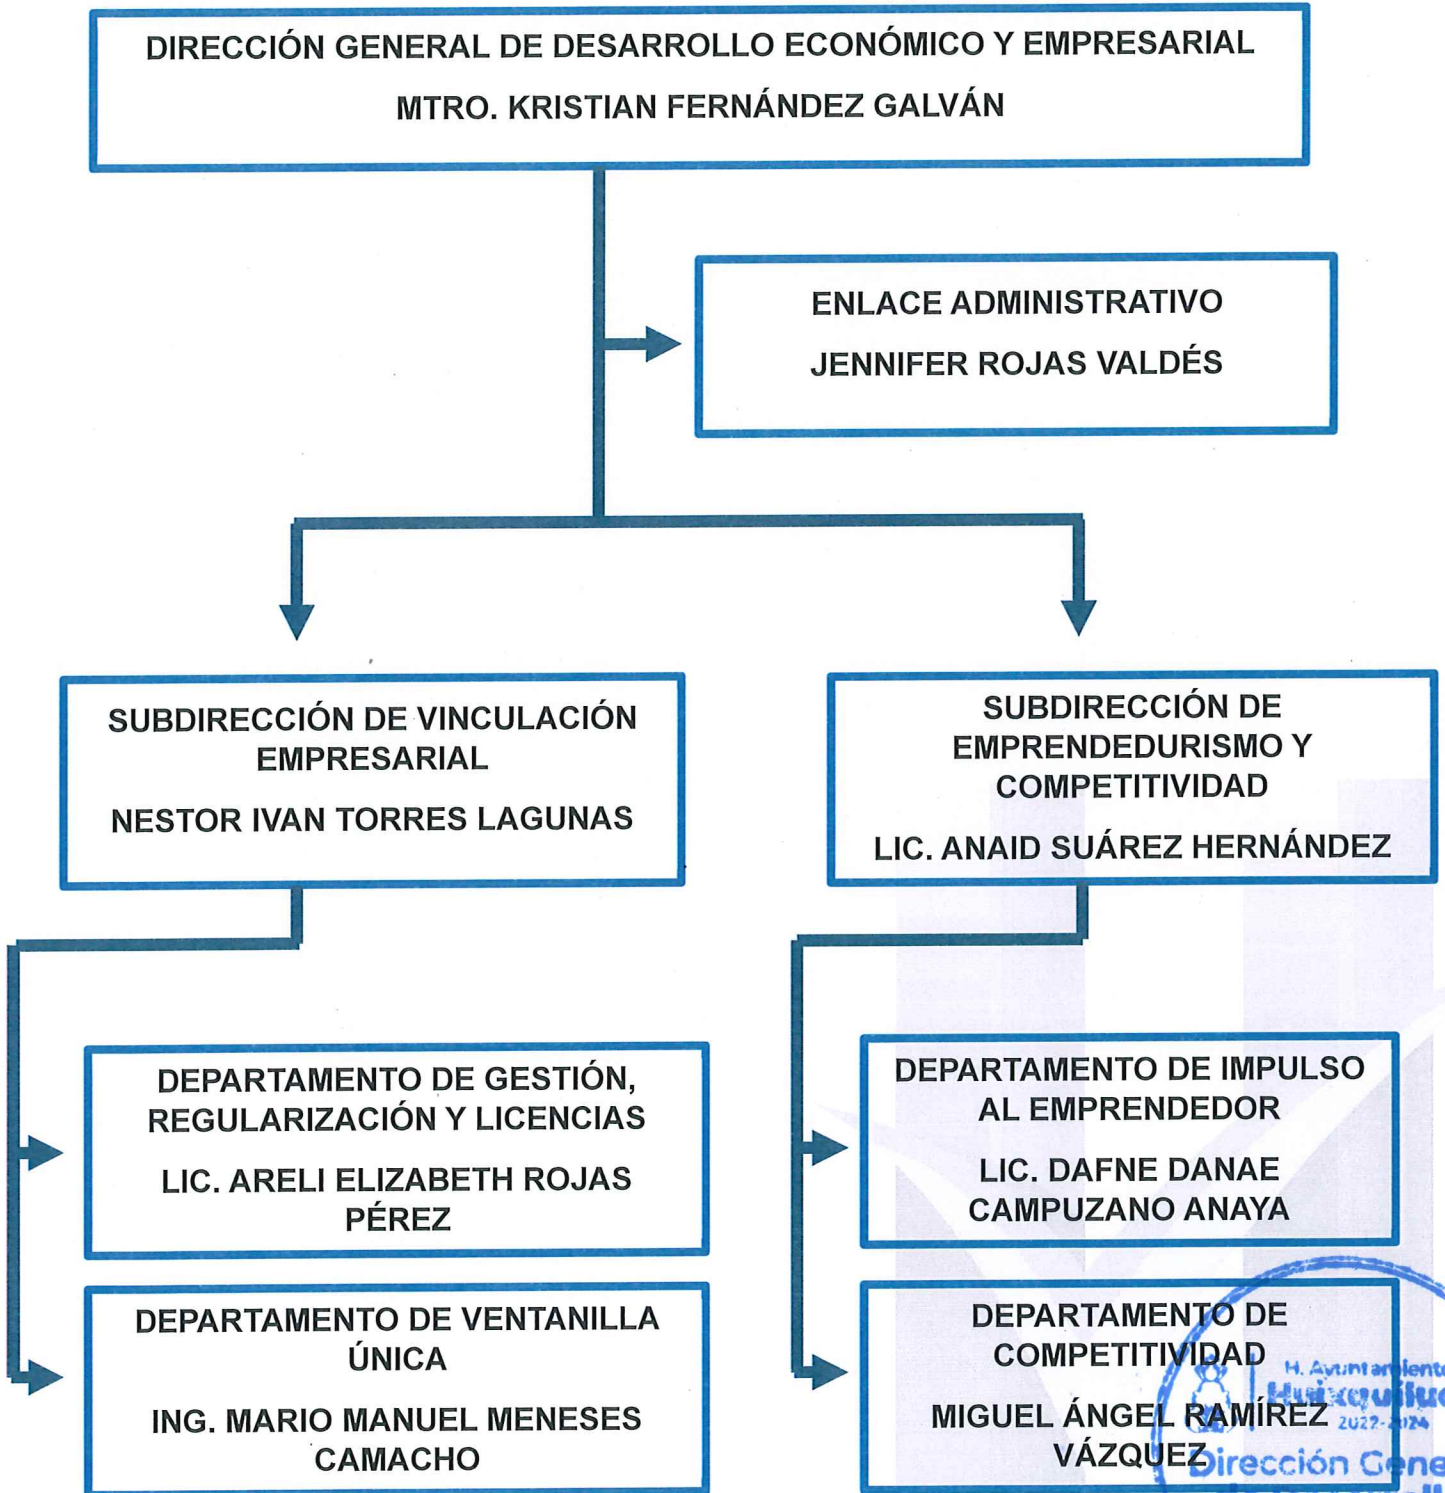 DIRECCIÓN GENERAL DE DESARROLLO ECONÓMICO Y EMPRESARIAL
MTRO. KRISTIAN FERNÁNDEZ GALVÁN
ENLACE ADMINISTRATIVO
JENNIFER ROJAS VALDÉS
SUBDIRECCIÓN DE VINCULACIÓN
EMPRESARIAL
NESTOR IVAN TORRES LAGUNAS
SUBDIRECCIÓN DE
EMPRENDEDURISMO Y
COMPETITIVIDAD
LIC. ANAID SUÁREZ HERNÁNDEZ
DEPARTAMENTO DE GESTIÓN,
REGULARIZACIÓN Y LICENCIAS
LIC. ARELI ELIZABETH ROJAS
PÉREZ
DEPARTAMENTO DE IMPULSO
AL EMPRENDEDOR
LIC. DAFNE DANAE
CAMPUZANO ANAYA
DEPARTAMENTO DE VENTANILLA
ÚNICA
ING. MARIO MANUEL MENESES
CAMACHO
DEPARTAMENTO DE
COMPETITIVIDAD
MIGUEL ÁNGEL RAMÍREZ
VÁZQUEZ
H. Ayuntamiento
2022-2024
Dirección